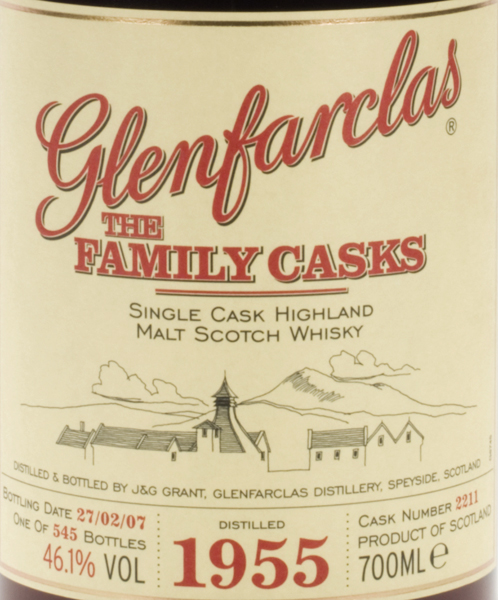 Glenfarclas®
THE
FAMILY CASKS
SINGLE CASK HIGHLAND
MALT SCOTCH WHISKY
DISTILLED & BOTTLED BY J&G GRANT, GLENFARCLAS DISTILLERY, SPEYSIDE, SCOTLAND
BOTTLING DATE 27/02/07
ONE OF 545 BOTTLES
46.1% VOL
DISTILLED
1955
CASK NUMBER 2211
PRODUCT OF SCOTLAND
700ML ℮